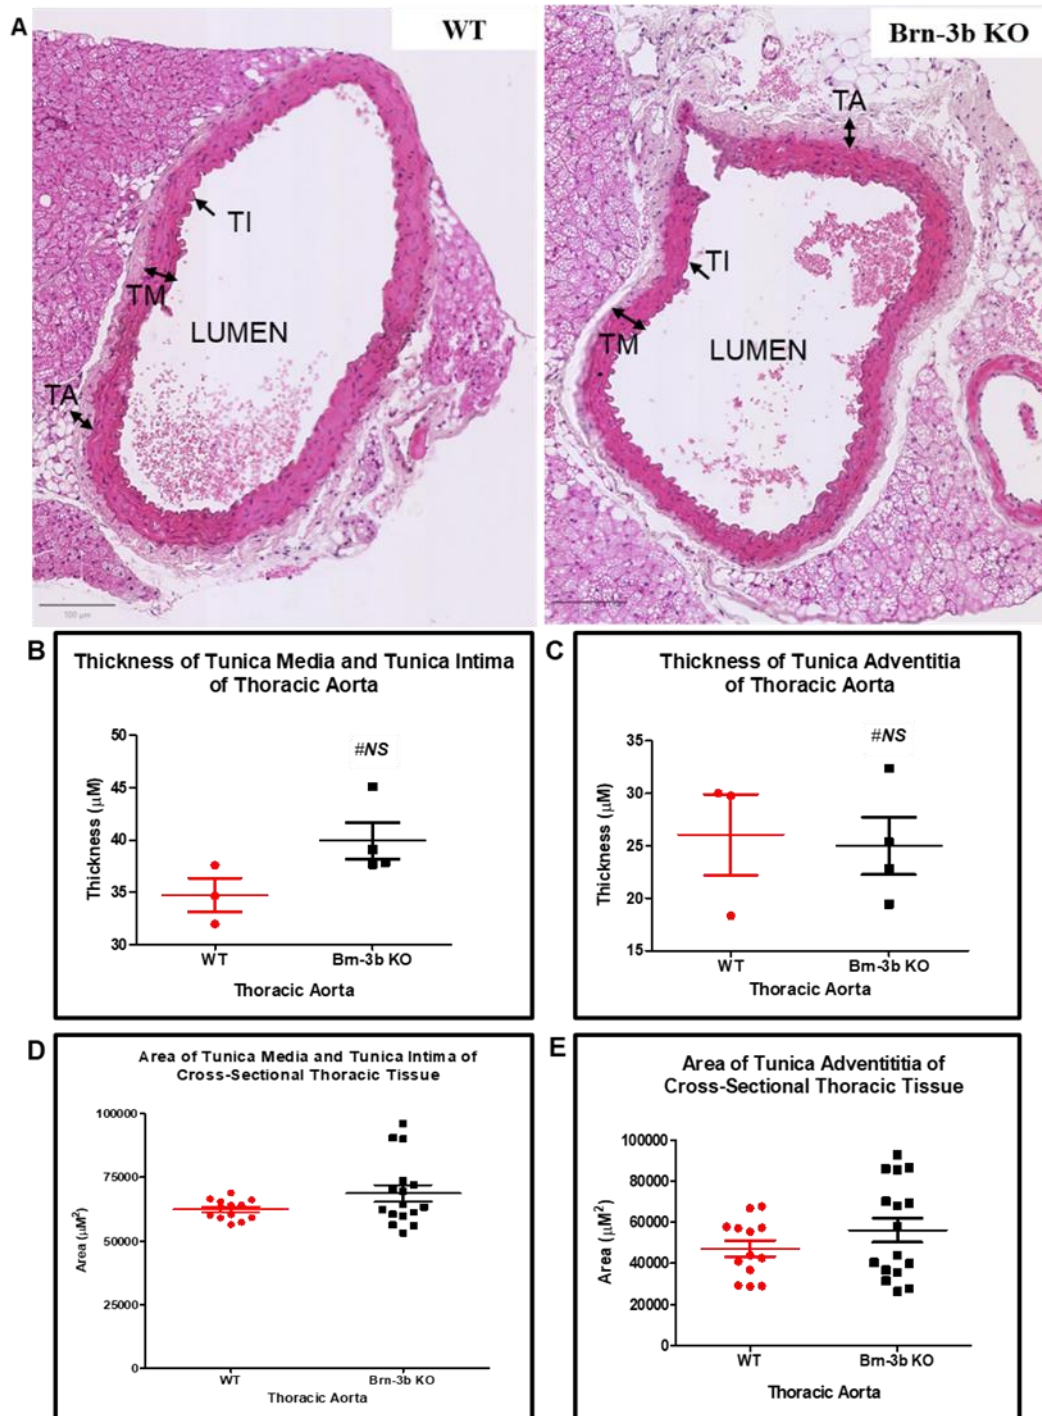 A
WT
TI
TM
LUMEN
TA
100 µm
Brn-3b KO
TA
TI
TM
LUMEN
B
Thickness of Tunica Media and Tunica Intima
of Thoracic Aorta
#NS
Thickness (µM)
50
45
40
35
30
WT
Brn-3b KO
Thoracic Aorta
C
Thickness of Tunica Adventitia
of Thoracic Aorta
#NS
Thickness (µM)
35
30
25
20
15
WT
Brn-3b KO
Thoracic Aorta
D
Area of Tunica Media and Tunica Intima of
Cross-Sectional Thoracic Tissue
Area (µM²)
100000
75000
50000
25000
0
WT
Brn-3b KO
Thoracic Aorta
E
Area of Tunica Adventititia of
Cross-Sectional Thoracic Tissue
Area (µM²)
100000
80000
60000
40000
20000
0
WT
Brn-3b KO
Thoracic Aorta